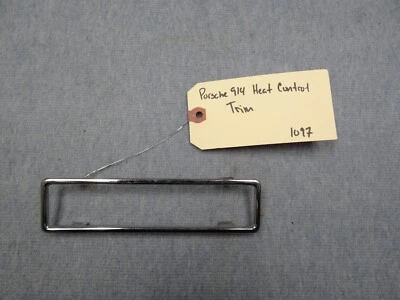 Porsche 914 Heat Control
Trim
1097